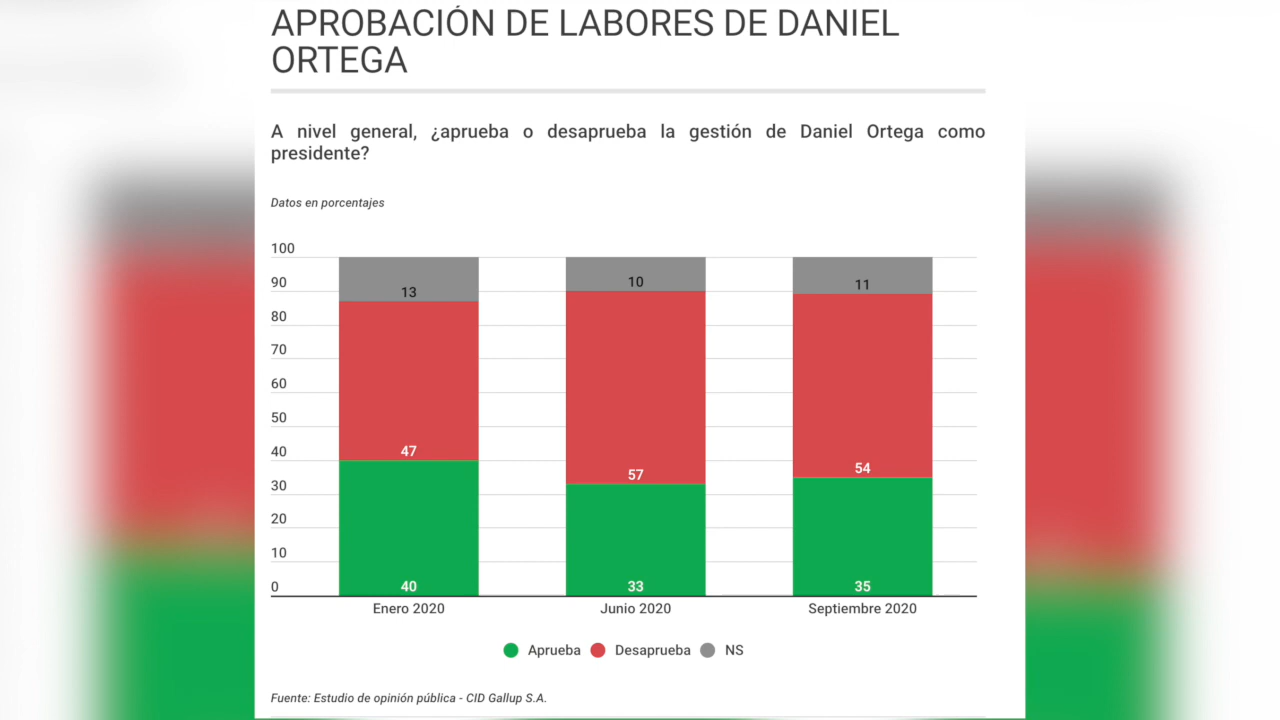 APROBACIÓN DE LABORES DE DANIEL
ORTEGA
A nivel general, ¿aprueba o desaprueba la gestión de Daniel Ortega como
presidente?
Datos en porcentajes
100
90
80
70
60
50
40
30
20
10
0
13
47
40
10
57
33
11
54
35
Enero 2020
Junio 2020
Septiembre 2020
Aprueba Desaprueba NS
Fuente: Estudio de opinión pública - CID Gallup S.A.